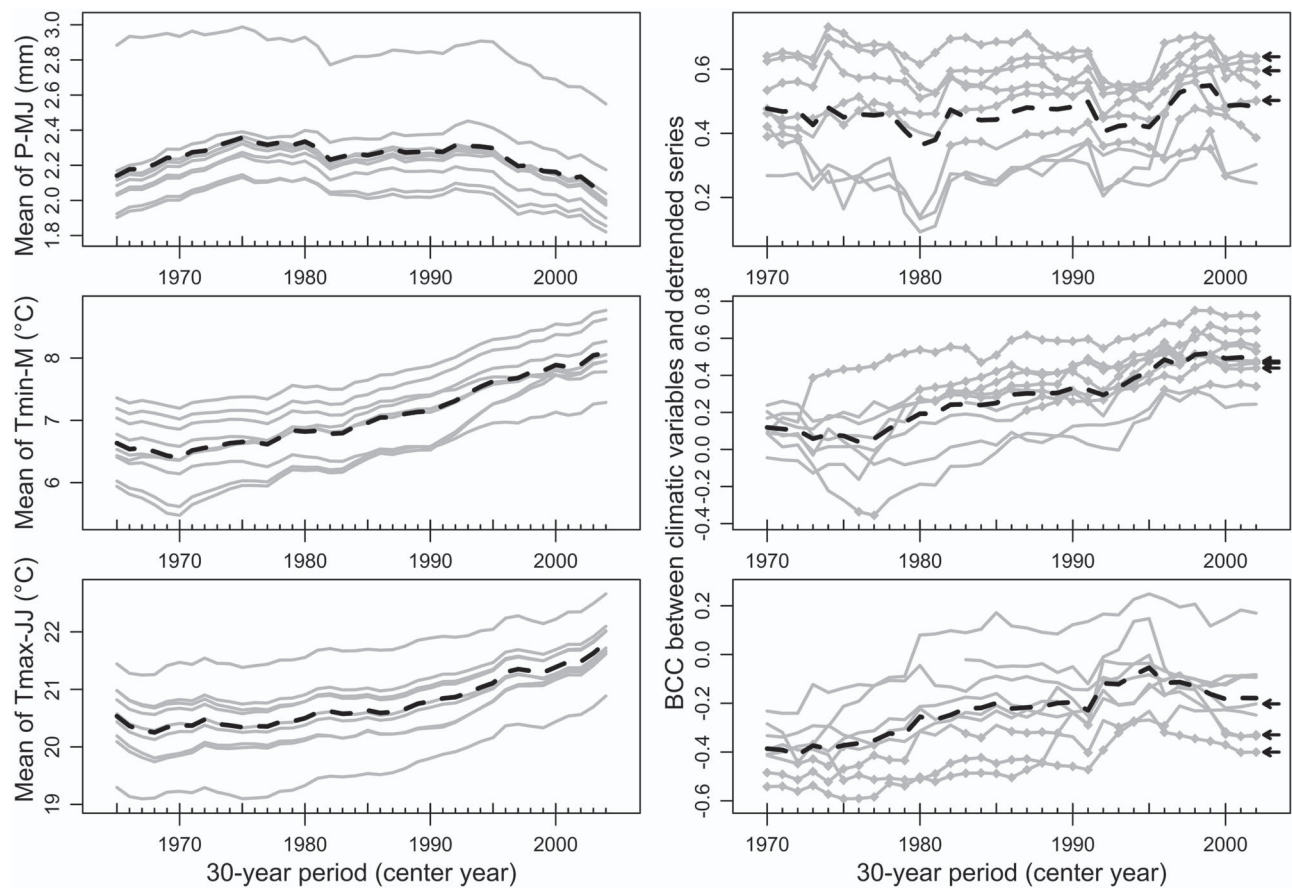 Mean of P-MJ (mm)
1.8 2.0 2.2 2.4 2.6 2.8 3.0
1970 1980 1990 2000
0.2 0.4 0.6
1970 1980 1990 2000
Mean of Tmin-M (°C)
6 7 8
1970 1980 1990 2000
BCC between climatic variables and detrended series
-0.4 -0.2 0.0 0.2 0.4 0.6 0.8
1970 1980 1990 2000
Mean of Tmax-JJ (°C)
19 20 21 22
1970 1980 1990 2000
30-year period (center year)
-0.6 -0.4 -0.2 0.0 0.2
1970 1980 1990 2000
30-year period (center year)